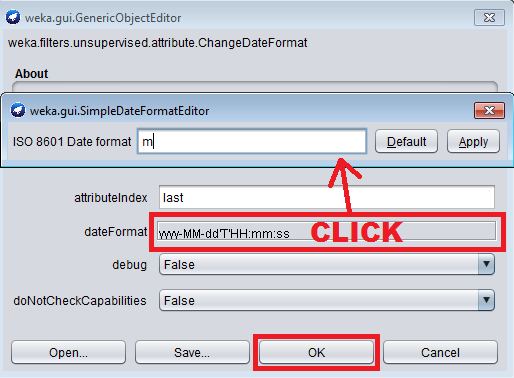 weka.gui.GenericObjectEditor
weka.filters.unsupervised.attribute.ChangeDateFormat
About
weka.gui.SimpleDateFormatEditor
ISO 8601 Date format m Default Apply
attributeIndex last
dateFormat yyyy-MM-dd'T'HH:mm:ss CLICK
debug False
doNotCheckCapabilities False
Open... Save... OK Cancel